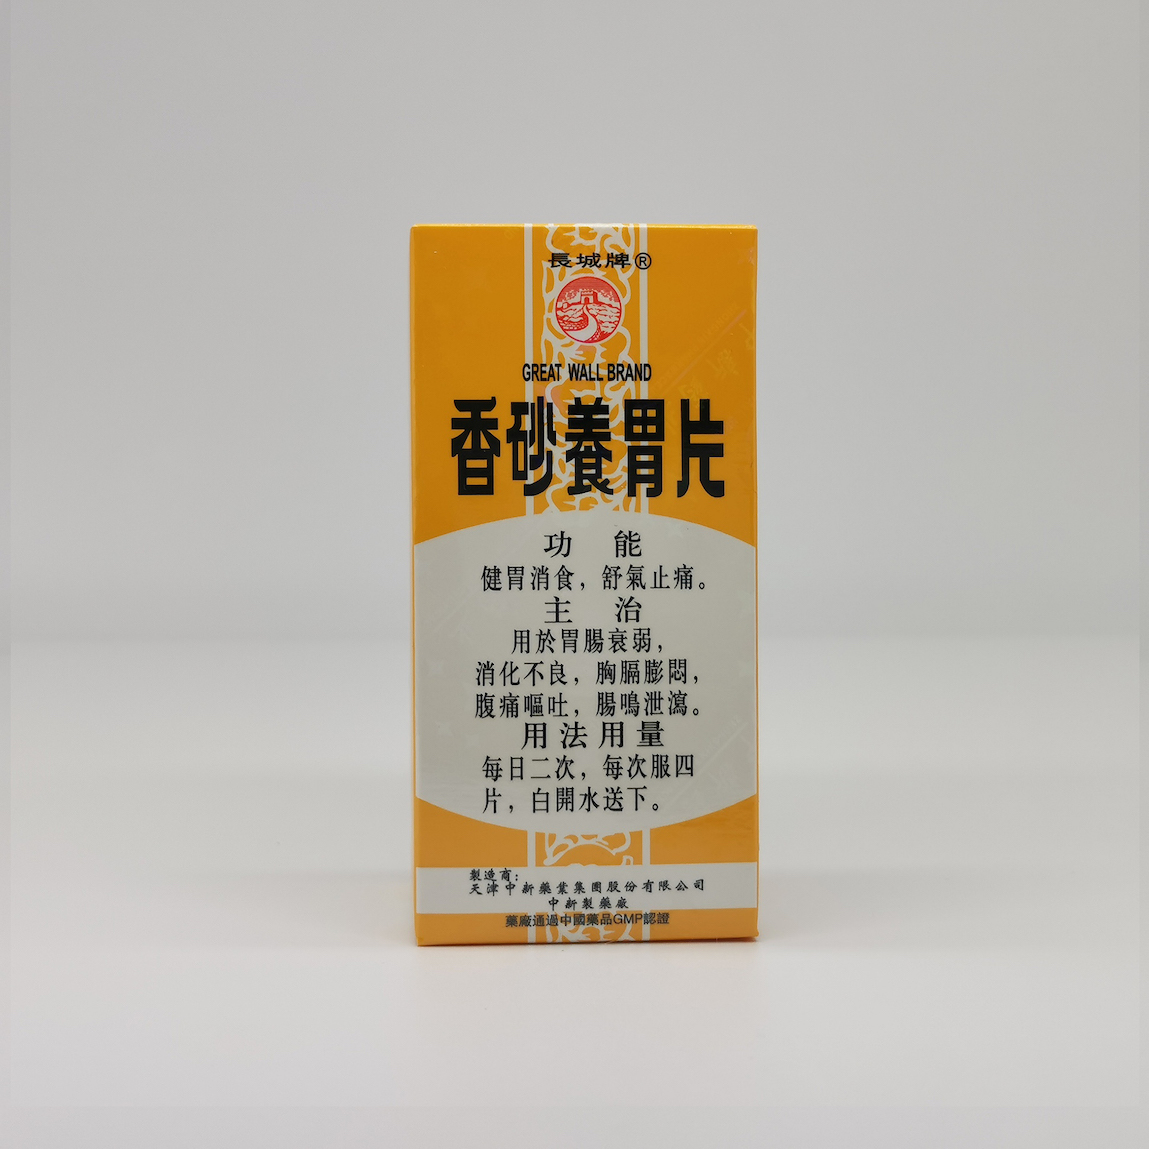 長城牌®
GREAT WALL BRAND
香砂養胃片
功能
健胃消食，舒氣止痛。
主治
用於胃腸衰弱，
消化不良，胸膈膨悶，
腹痛嘔吐，腸鳴泄瀉。
用法用量
每日二次，每次服四
片，白開水送下。
製造商：
天津中新藥業集團股份有限公司
中新製藥廠
藥廠通過中國藥品GMP認證